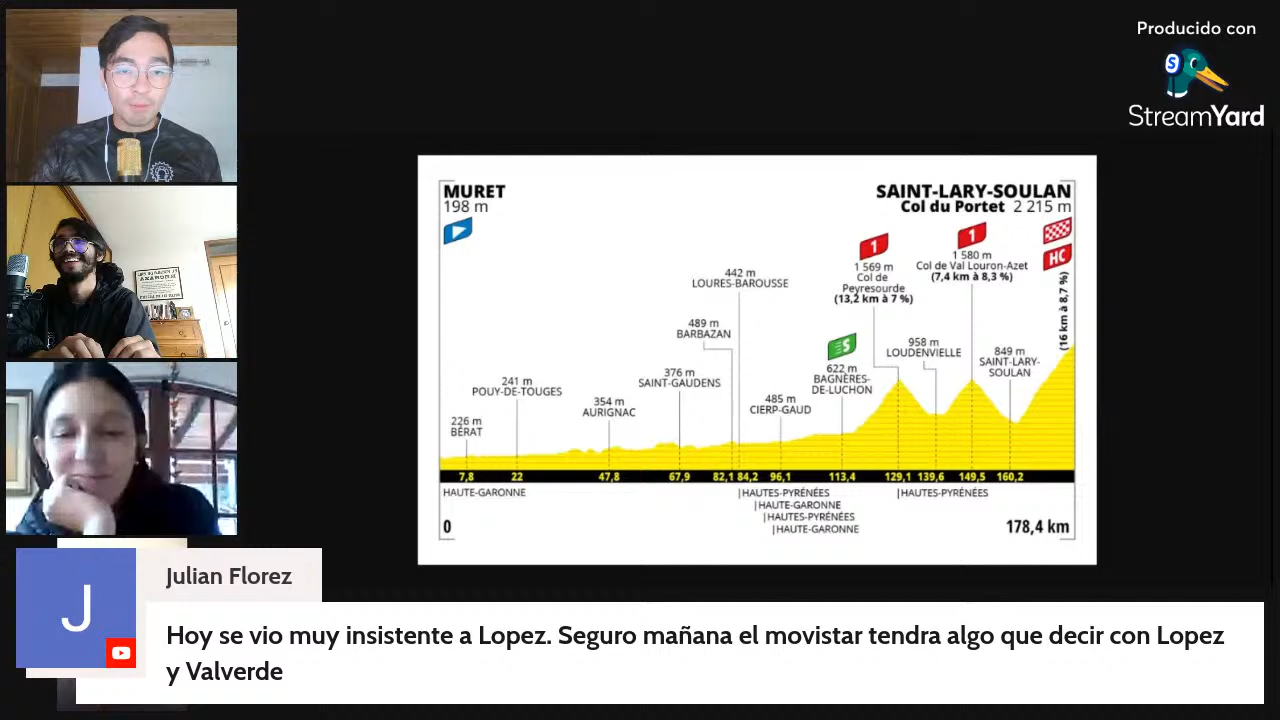 Producido con
S
StreamYard
MURET
198 m
SAINT-LARY-SOULAN
Col du Portet 2 215 m
1
1
HC
1 569 m
Col de
Peyresourde
(13,2 km à 7 %)
1 580 m
Col de Val Louron-Azet
(7,4 km à 8,3 %)
(16 km à 8,7 %)
442 m
LOURES-BAROUSSE
489 m
BARBAZAN
S
958 m
LOUDENVIELLE
849 m
SAINT-LARY-
SOULAN
376 m
SAINT-GAUDENS
622 m
BAGNÈRES-
DE-LUCHON
241 m
POUY-DE-TOUGES
354 m
AURIGNAC
485 m
CIERP-GAUD
226 m
BÉRAT
7,8 22 47,8 67,9 82,1 84,2 96,1 113,4 129,1 139,6 149,5 160,2
HAUTE-GARONNE
HAUTES-PYRÉNÉES
HAUTES-PYRÉNÉES
HAUTE-GARONNE
HAUTES-PYRÉNÉES
HAUTE-GARONNE
0
178,4 km
J
Julian Florez
Hoy se vio muy insistente a Lopez. Seguro mañana el movistar tendra algo que decir con Lopez
y Valverde